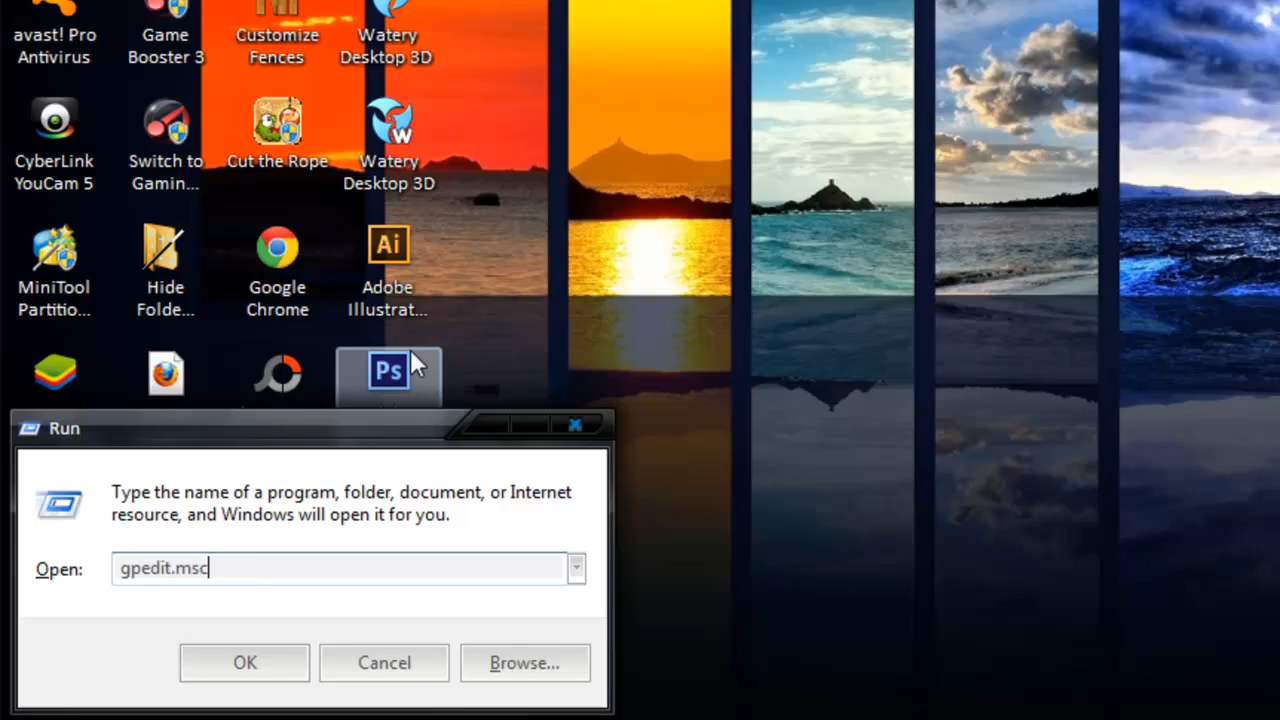 avast! Pro
Antivirus
Game
Booster 3
Customize
Fences
Watery
Desktop 3D
CyberLink
YouCam 5
Switch to
Gamin...
Cut the Rope
W
Watery
Desktop 3D
MiniTool
Partitio...
Hide
Folde...
Google
Chrome
Ai
Adobe
Illustrat...
Ps
Run
Type the name of a program, folder, document, or Internet
resource, and Windows will open it for you.
Open:
gpedit.msc
OK
Cancel
Browse...